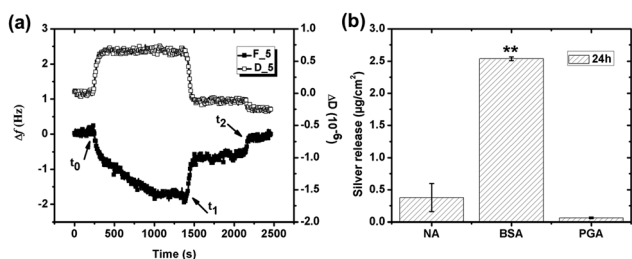 (a)
3
2
1
0
-1
-2
Δf (Hz)
F_5
D_5
t0
t1
t2
1.0
0.5
0.0
-0.5
-1.0
-1.5
-2.0
ΔD (10-6)
0 500 1000 1500 2000 2500
Time (s)
(b)
3.0
2.5
2.0
1.5
1.0
0.5
0.0
Silver release (μg/cm2)
**
24h
NA BSA PGA